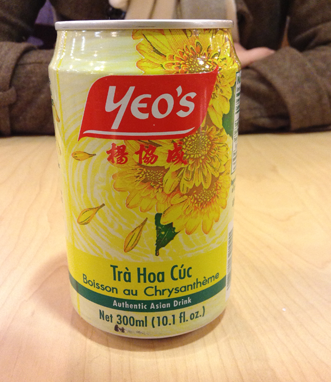 YEO'S
楊協成
Trà Hoa Cúc
Boisson au Chrysanthème
Authentic Asian Drink
Net 300ml (10.1 fl.oz.)